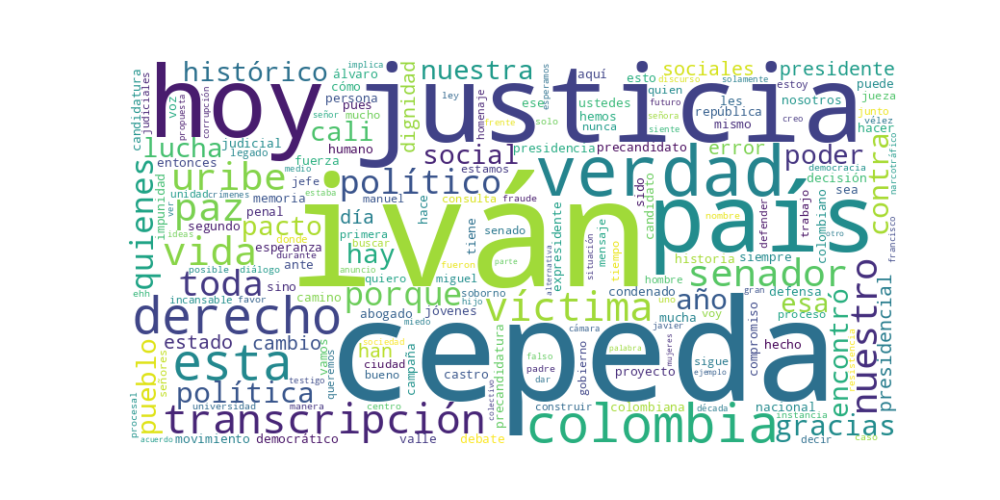 hoy justicia
iván país
cepeda
verdad
transcripción colombia
derecho
esta
víctima
senador
uribe
paz
vida
toda
político
porque
nuestro
quienes
pueblo
política
histórico
nuestra
cali
lucha
social
sociales
presidente
poder
contra
error
dignidad
pacto
hay
día
año
esa
encontró
presidencial
gracias
estado
cambio
han
candidatura
judiciales
voz
propuesta
corrupción
álvaro
cómo
implica
persona
pues
mucho
señor
judicial
legado
humano
entonces
fuerza
medio
estamos
unidad
crímenes
jefe
estaba
manuel
consulta
fraude
impunidad
memoria
segundo
penal
primera
hace
tiene
senado
ver
ideas
esperanza
donde
durante
ante
buscar
posible
diálogo
anuncio
quiero
miguel
fueron
parte
ehh
incansable
favor
sino
camino
jóvenes
soborno
hijo
abogado
miedo
vamos
ciudad
sociedad
queremos
bueno
campaña
castro
testigo
universidad
manera
centro
colectivo
precandidatura
procesal
acuerdo
movimiento
democrático
valle
debate
construir
colombiana
década
nacional
instancia
decir
caso
resistencia
falso
padre
dar
cámara
gobierno
palabra
mujeres
javier
mucha
proyecto
sigue
ejemplo
hecho
compromiso
condenado
uno
voy
gran
defensa
proceso
hombre
historia
siempre
situación
alternativa
expresidente
mensaje
tiempo
sido
candidato
nombre
defender
trabajo
colombiano
otro
francisco
decisión
sea
democracia
narcotráfico
presidencia
precandidato
mismo
nosotros
hacer
creo
vélez
siente
señora
república
les
futuro
estoy
junto
jueza
puede
aquí
solamente
quien
esto
ese
ustedes
hemos
nunca
solo
frente
homenaje
ley
discurso
esperamos
señores